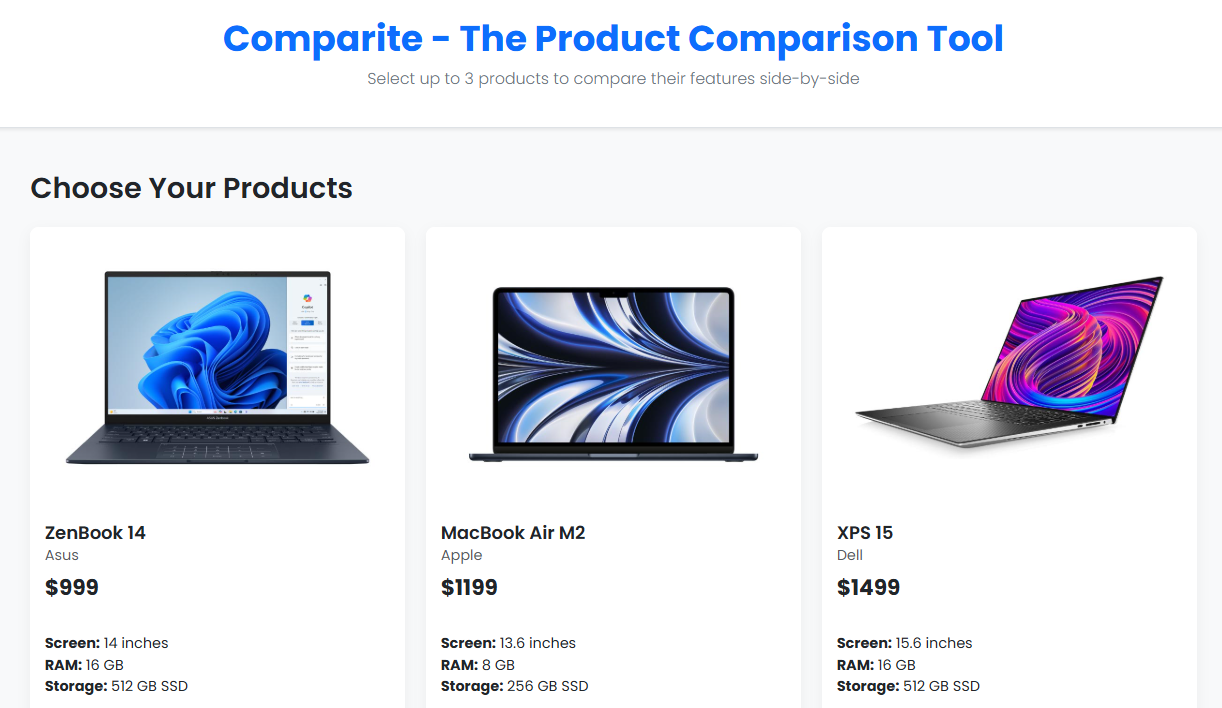 Comparite - The Product Comparison Tool
Select up to 3 products to compare their features side-by-side
Choose Your Products
ZenBook 14
Asus
$999
Screen: 14 inches
RAM: 16 GB
Storage: 512 GB SSD
MacBook Air M2
Apple
$1199
Screen: 13.6 inches
RAM: 8 GB
Storage: 256 GB SSD
XPS 15
Dell
$1499
Screen: 15.6 inches
RAM: 16 GB
Storage: 512 GB SSD